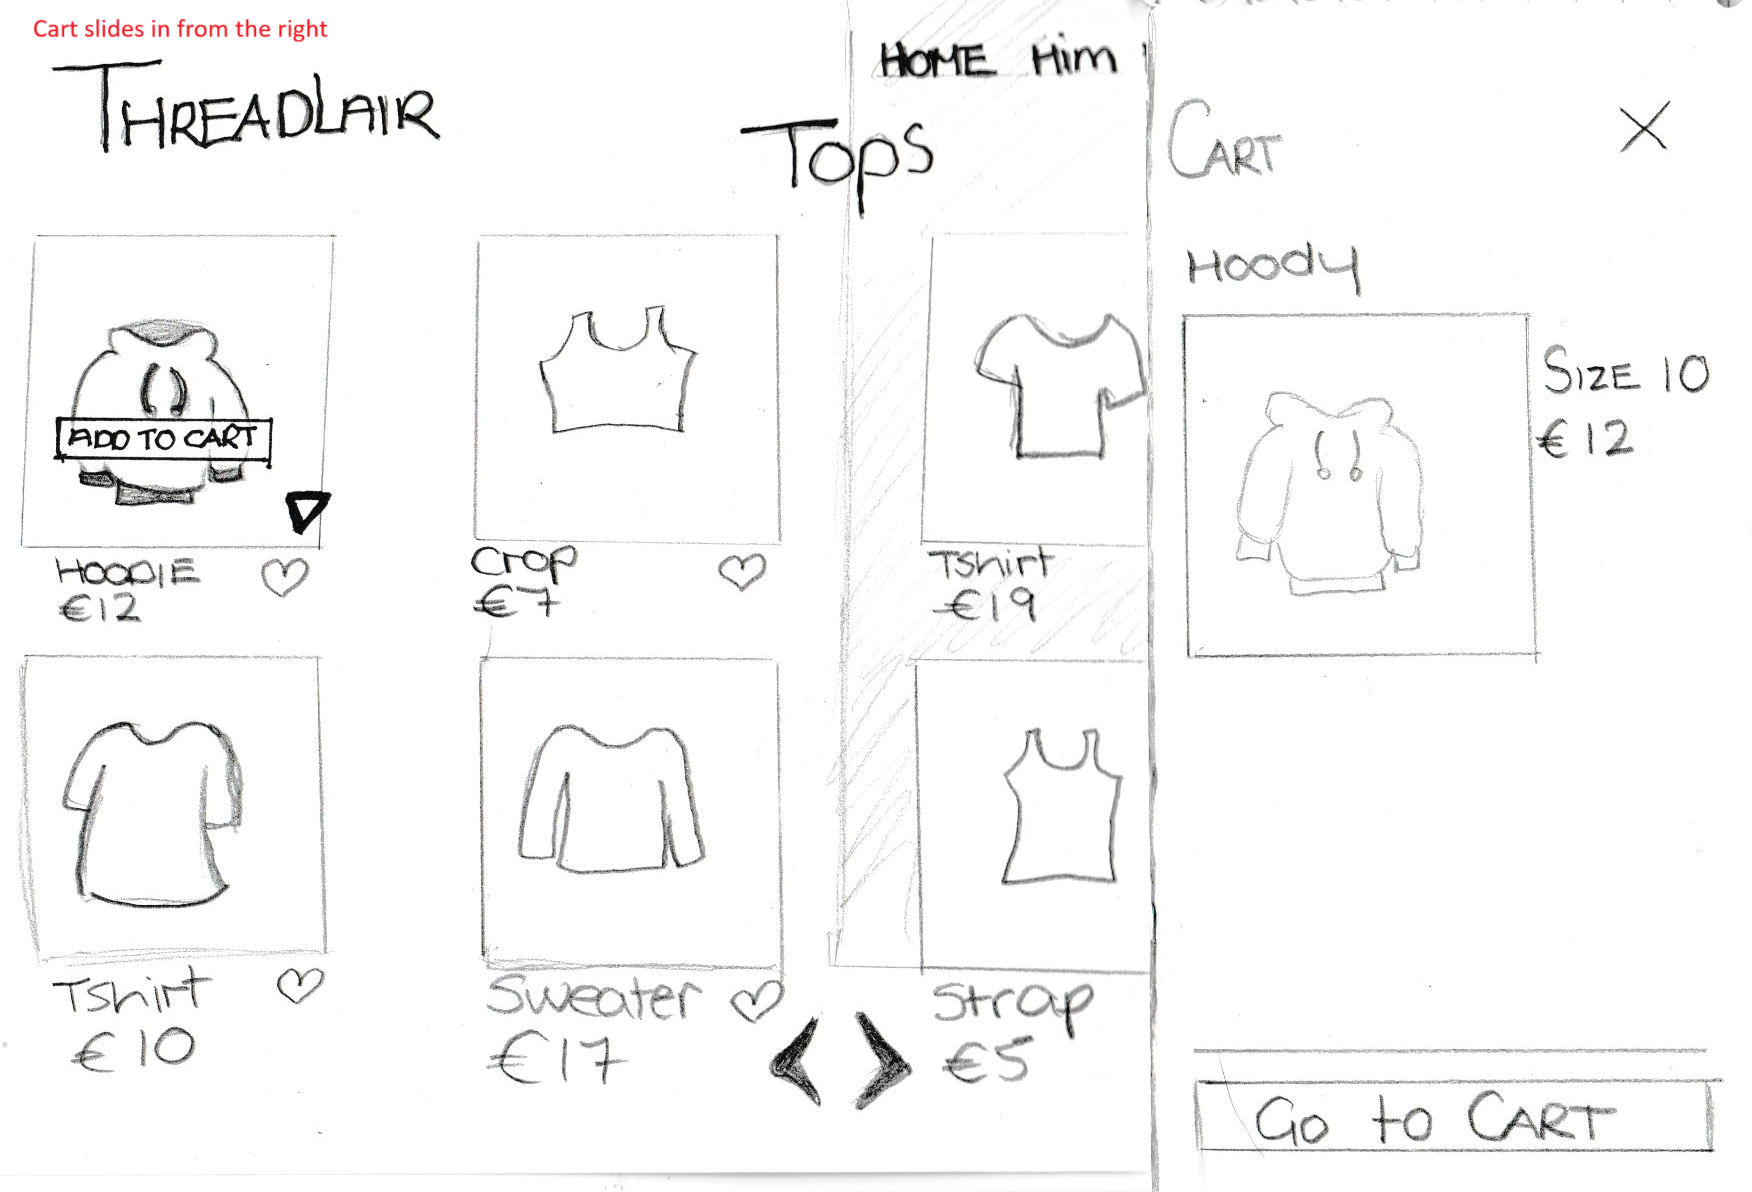 Cart slides in from the right
THREADLAIR
HOME Him
Tops
CART
X
Hoody
SIZE 10
€12
ADD TO CART
HOODIE
€12
Crop
€7
Tshirt
€19
Tshirt
€10
Sweater
€17
Strap
€5
Go to CART